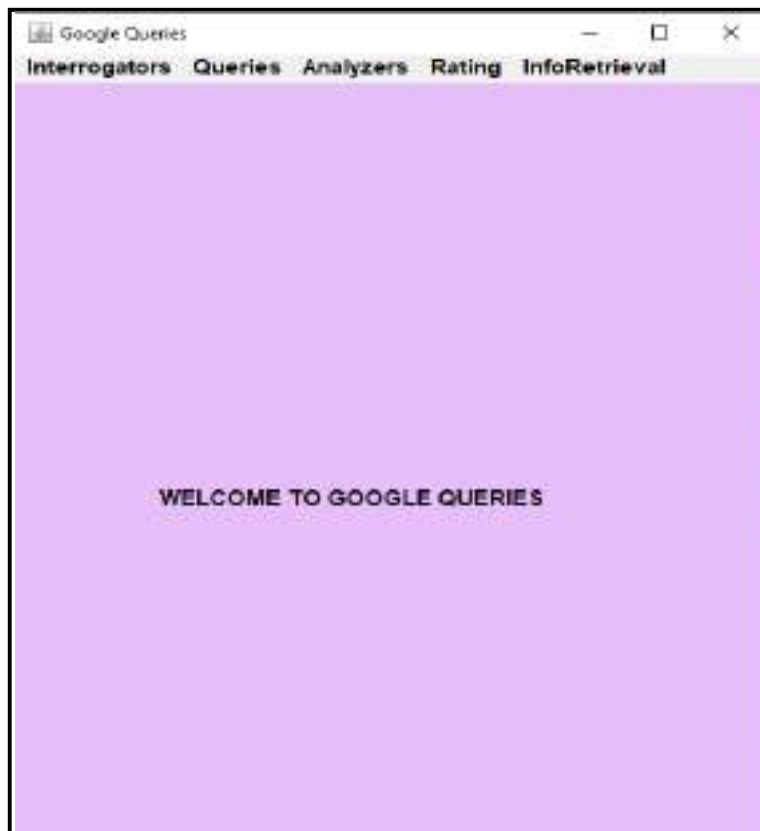 Google Queries
Interrogators Queries Analyzers Rating InfoRetrieval
WELCOME TO GOOGLE QUERIES